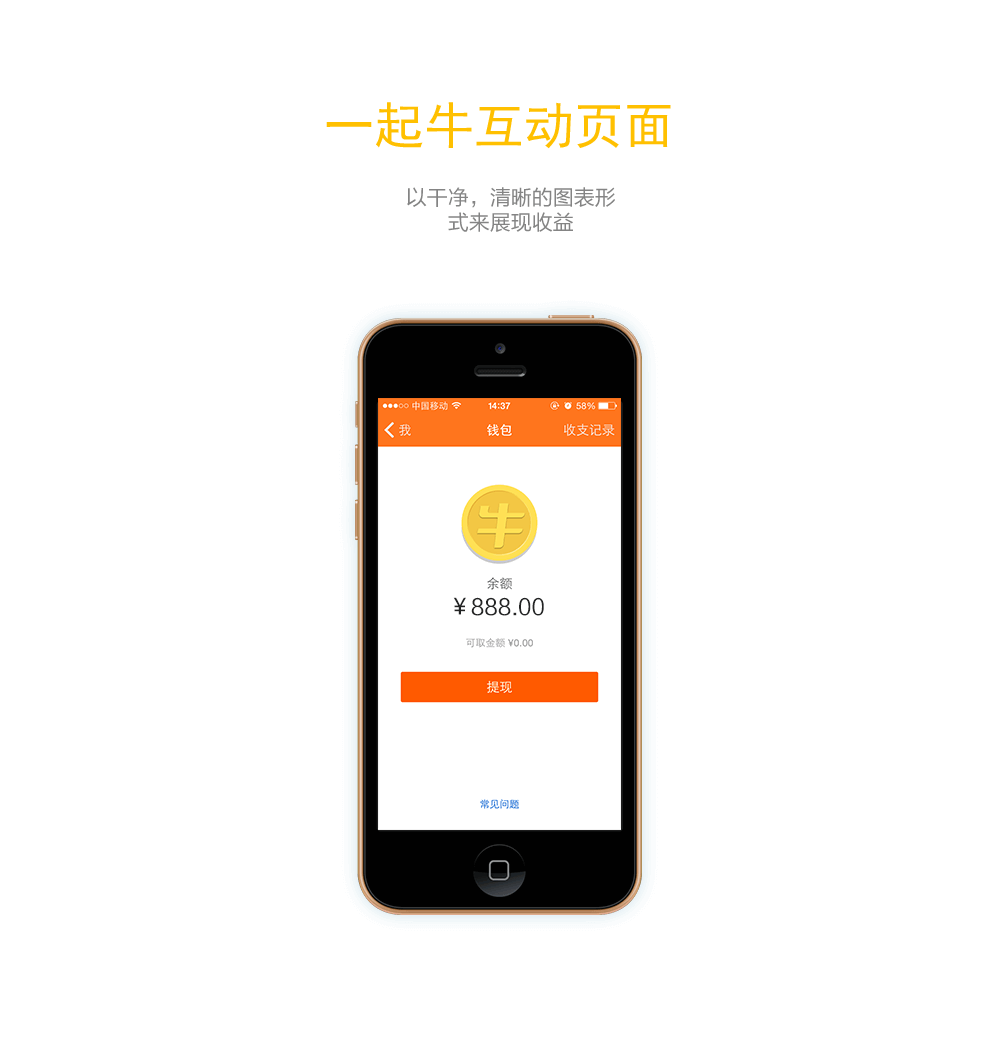 一起牛互动页面
以干净，清晰的图表形
式来展现收益
中国移动 14:37 58%
我 钱包 收支记录
牛
余额
¥888.00
可取金额 ¥0.00
提现
常见问题